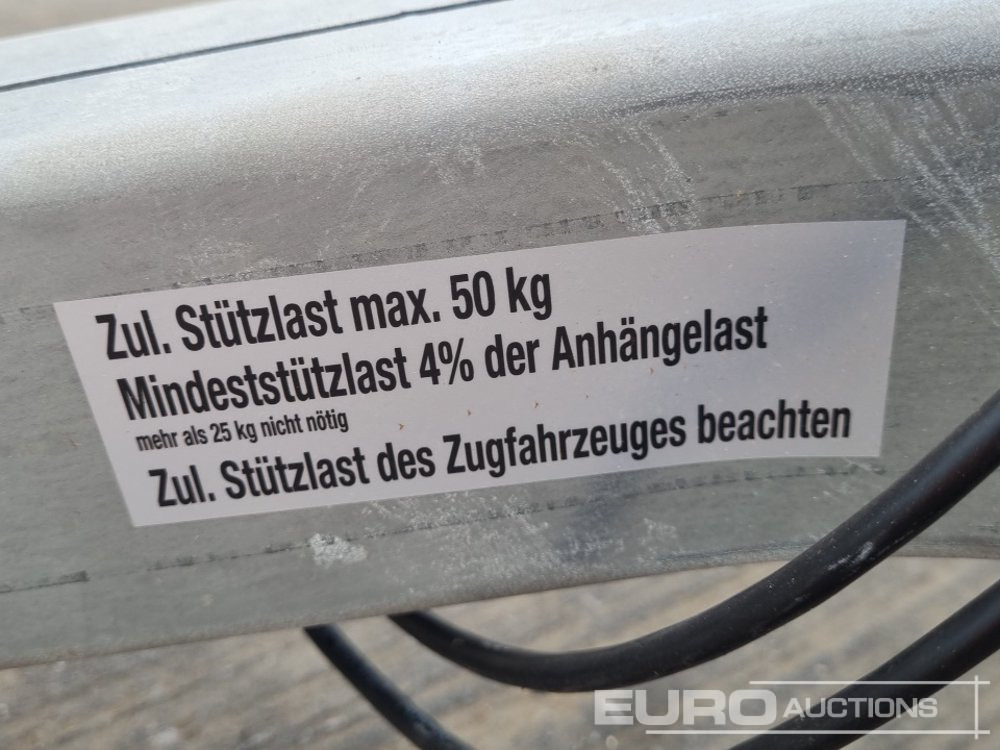 Zul. Stützlast max. 50 kg
Mindeststützlast 4% der Anhängelast
mehr als 25 kg nicht nötig
Zul. Stützlast des Zugfahrzeuges beachten
EURO AUCTIONS